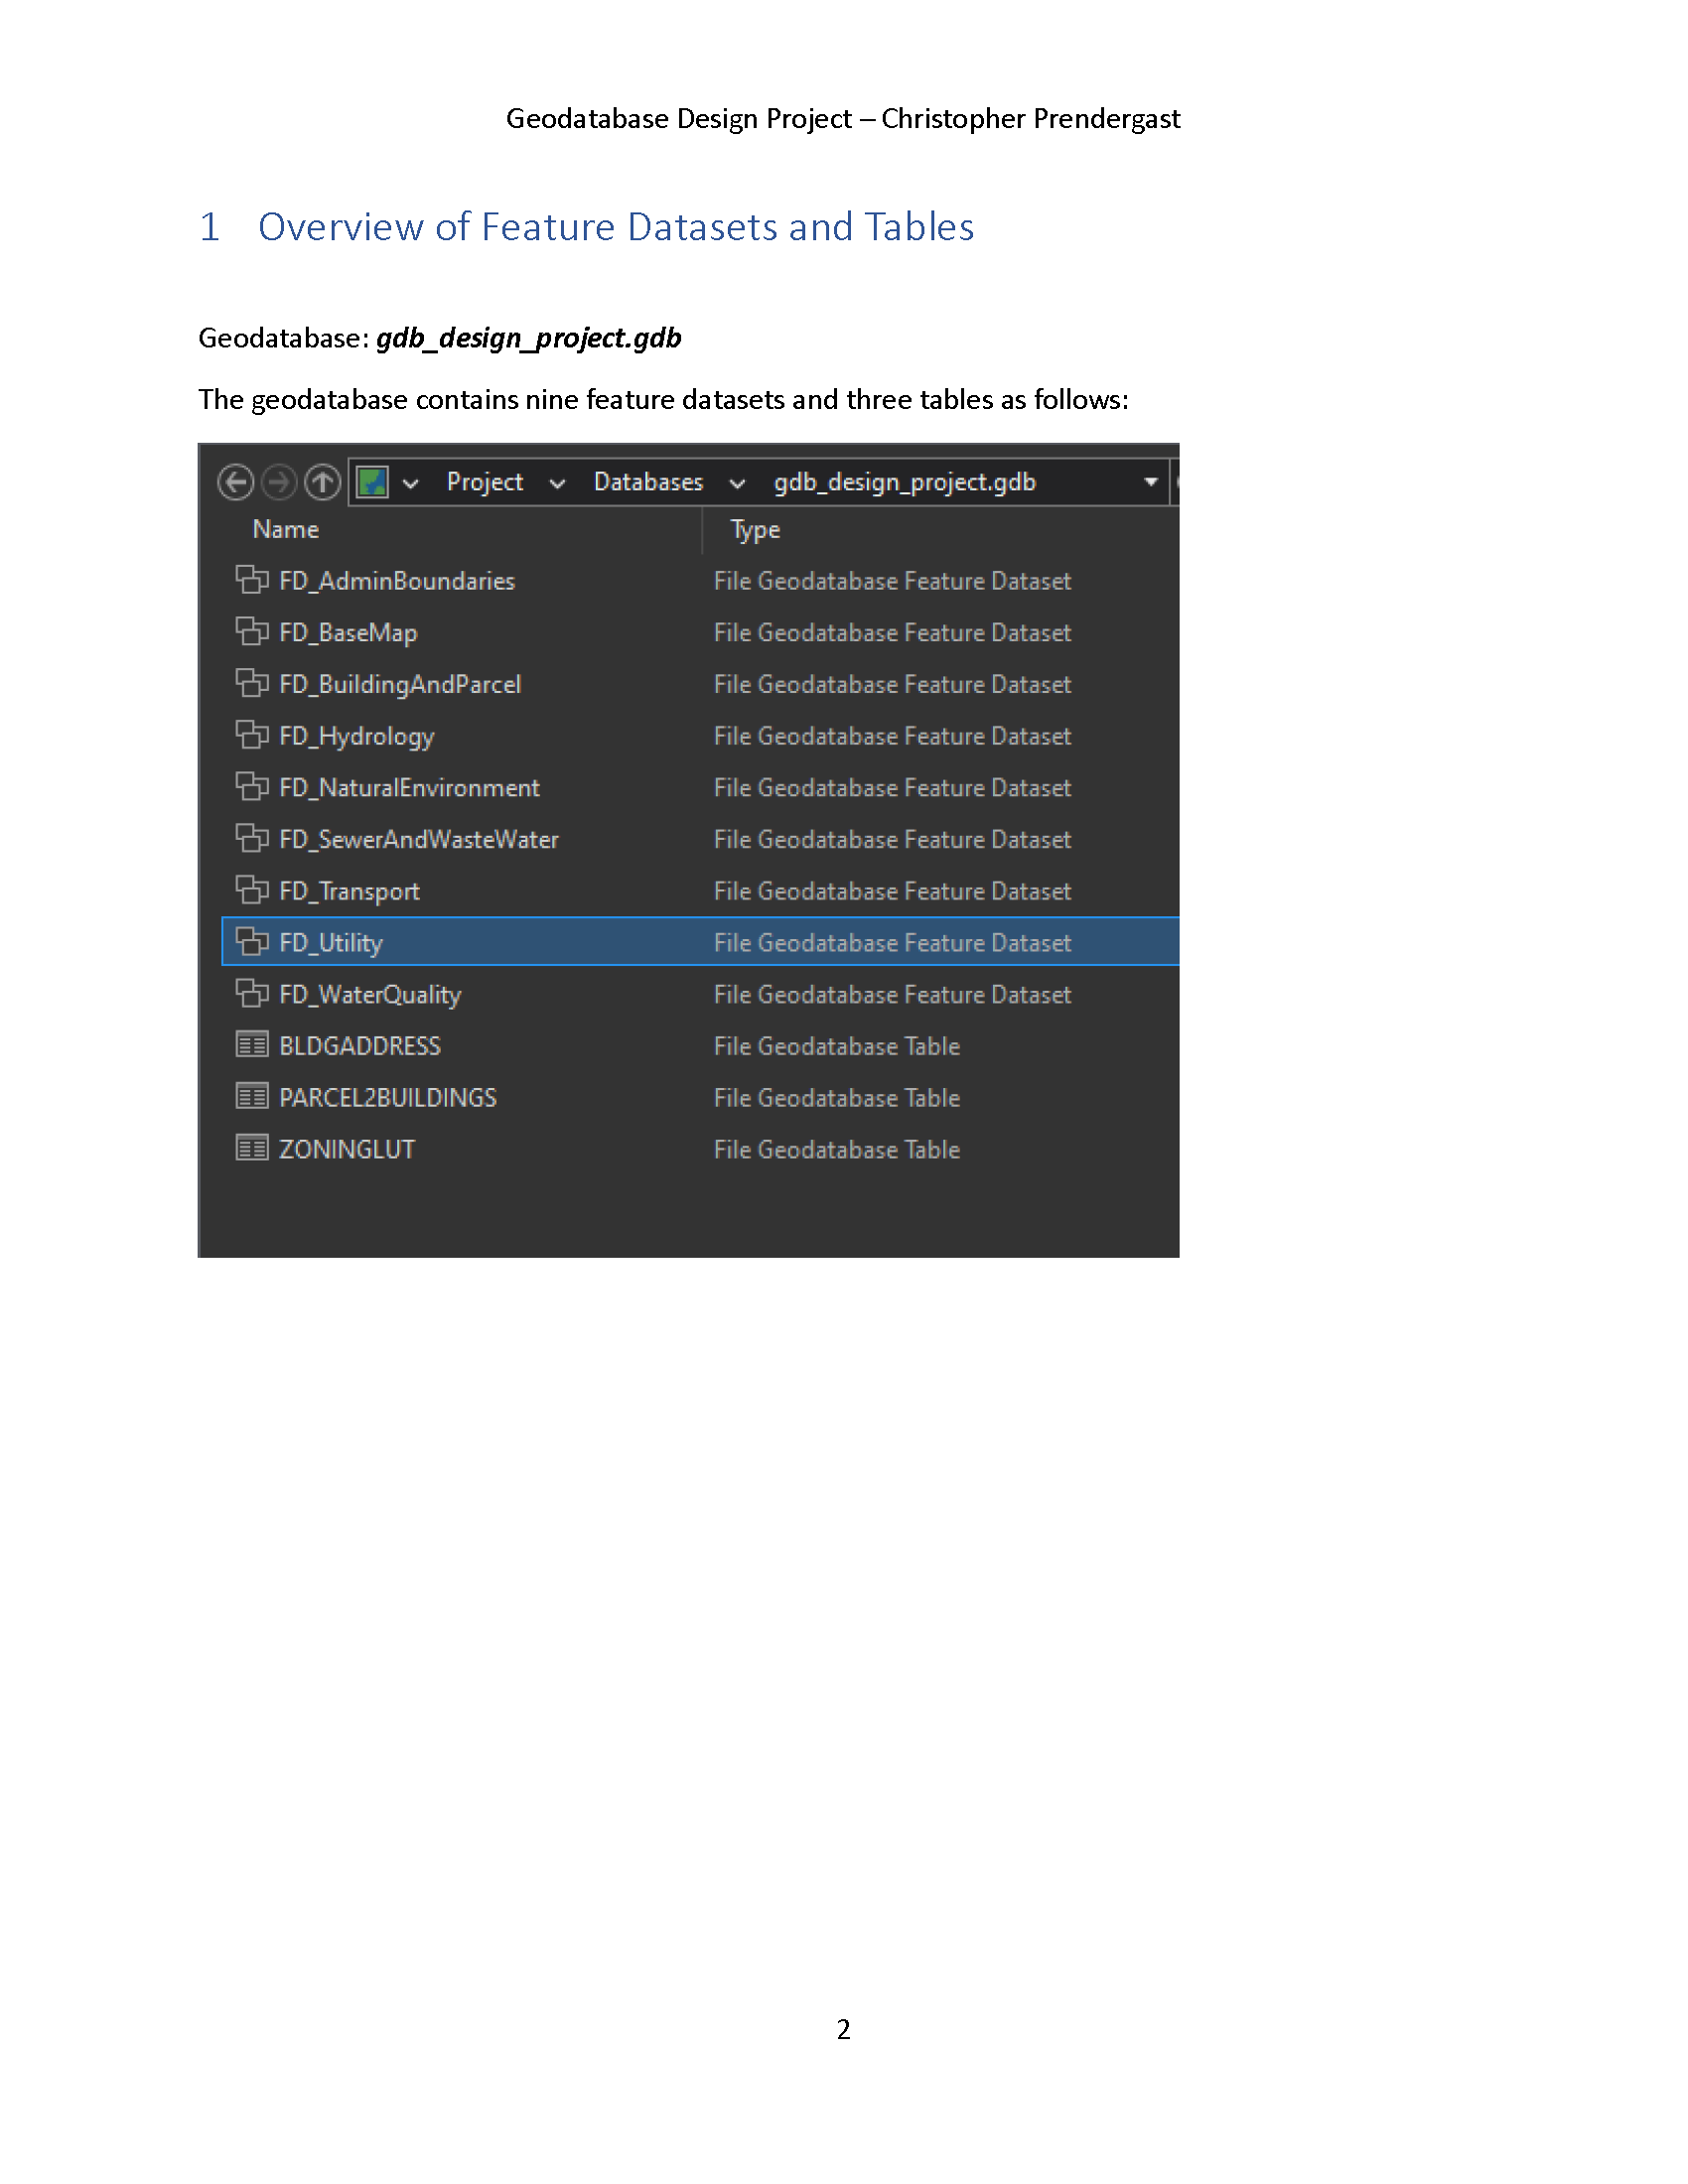 Geodatabase Design Project – Christopher Prendergast
1 Overview of Feature Datasets and Tables
Geodatabase: gdb_design_project.gdb
The geodatabase contains nine feature datasets and three tables as follows:
Project Databases gdb_design_project.gdb
Name Type
FD_AdminBoundaries File Geodatabase Feature Dataset
FD_BaseMap File Geodatabase Feature Dataset
FD_BuildingAndParcel File Geodatabase Feature Dataset
FD_Hydrology File Geodatabase Feature Dataset
FD_NaturalEnvironment File Geodatabase Feature Dataset
FD_SewerAndWasteWater File Geodatabase Feature Dataset
FD_Transport File Geodatabase Feature Dataset
FD_Utility File Geodatabase Feature Dataset
FD_WaterQuality File Geodatabase Feature Dataset
BLDGADDRESS File Geodatabase Table
PARCEL2BUILDINGS File Geodatabase Table
ZONINGLUT File Geodatabase Table
2